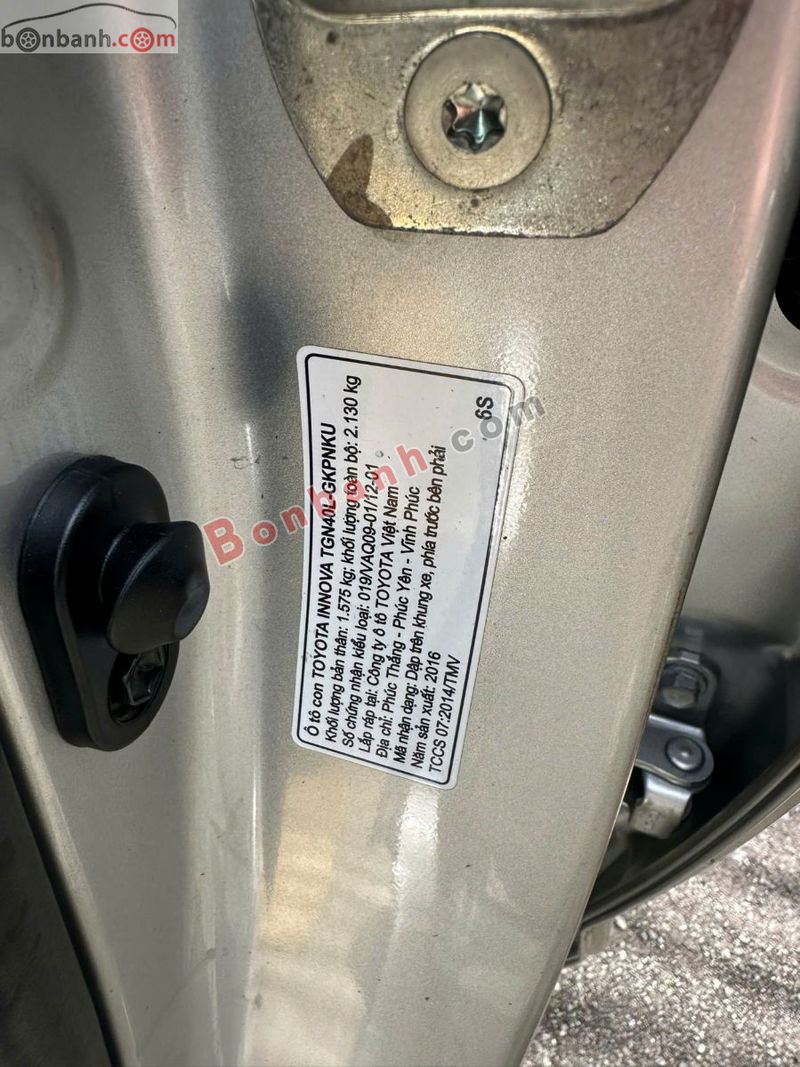 bonbanh.com
Ô tô con TOYOTA INNOVA TGN40L-GKPNKU
Khối lượng bản thân: 1.575 kg; khối lượng toàn bộ: 2.130 kg
Số chứng nhận kiểu loại: 019/VAQ09-01/12-01
Lắp ráp tại: Công ty ô tô TOYOTA Việt Nam
Địa chỉ: Phúc Thắng - Phúc Yên - Vĩnh Phúc
Mã nhận dạng: Dập trên khung xe, phía trước bên phải
Năm sản xuất: 2016
TCCS 07:2014/TMV
6S
Bonbanh.com